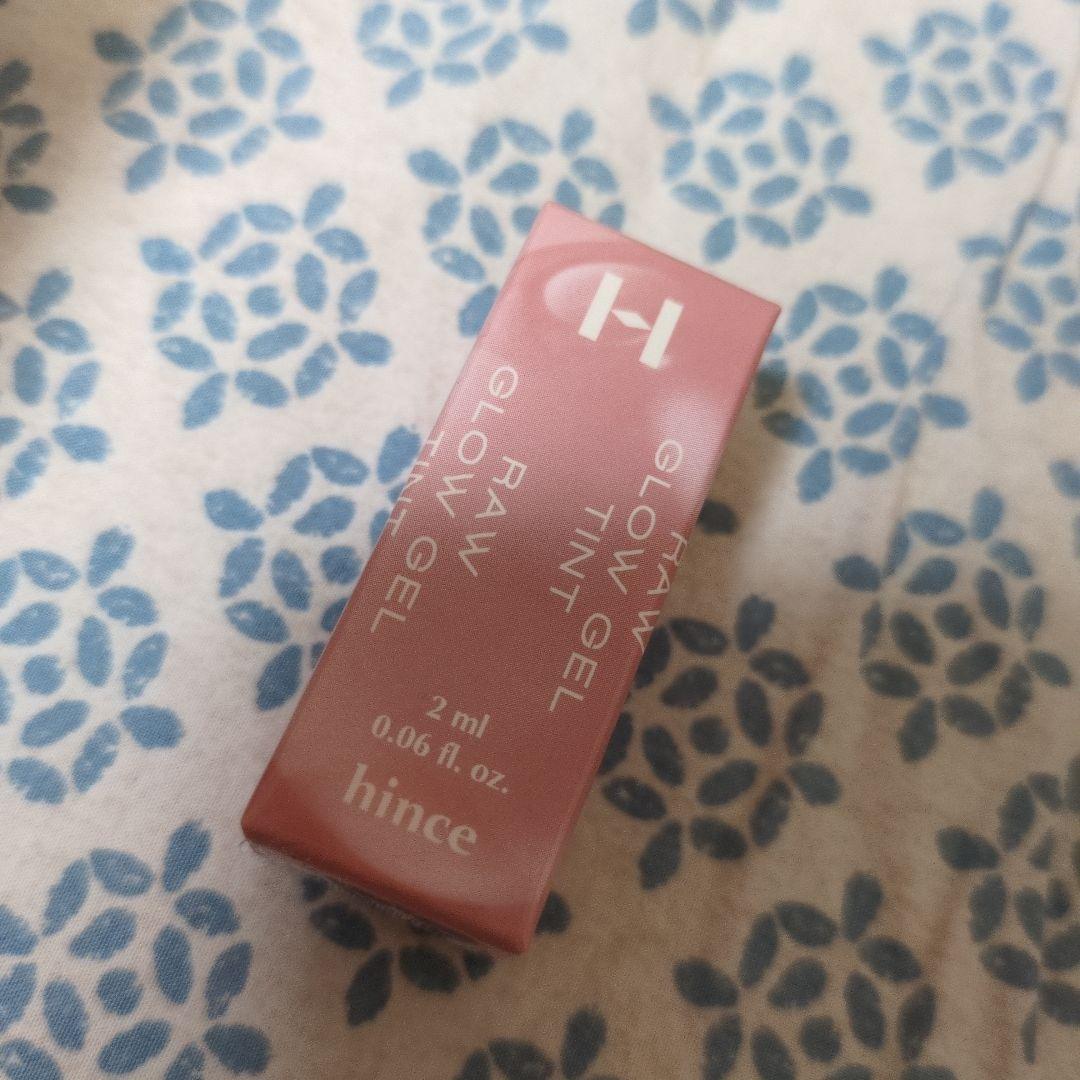 H
RAW
GLOW GEL
TINT
RAW
GLOW GEL
TINT
2 ml
0.06 fl. oz.
hince